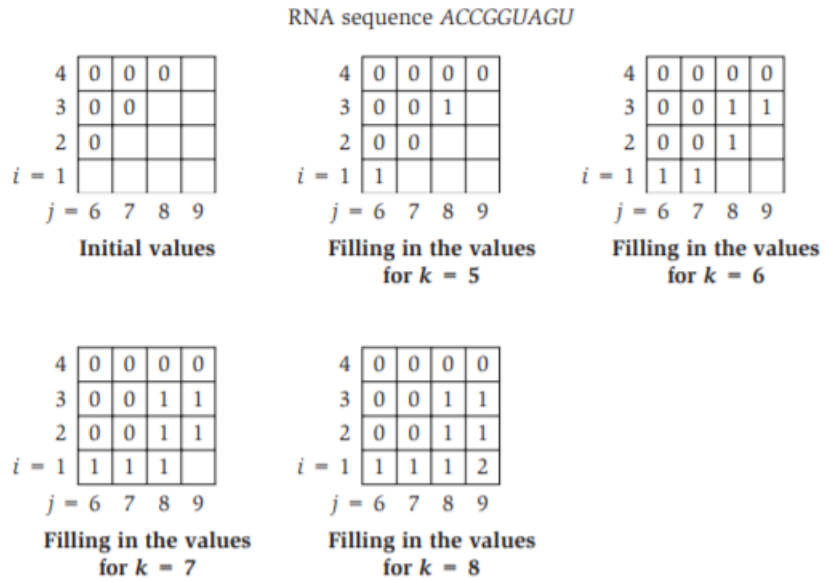 RNA sequence ACCGGUAGU
4 0 0 0
3 0 0
2 0
i = 1
j = 6 7 8 9
Initial values
4 0 0 0 0
3 0 0 1
2 0 0
i = 1 1
j = 6 7 8 9
Filling in the values
for k = 5
4 0 0 0 0
3 0 0 1 1
2 0 0 1
i = 1 1 1
j = 6 7 8 9
Filling in the values
for k = 6
4 0 0 0 0
3 0 0 1 1
2 0 0 1 1
i = 1 1 1 1
j = 6 7 8 9
Filling in the values
for k = 7
4 0 0 0 0
3 0 0 1 1
2 0 0 1 1
i = 1 1 1 1 2
j = 6 7 8 9
Filling in the values
for k = 8